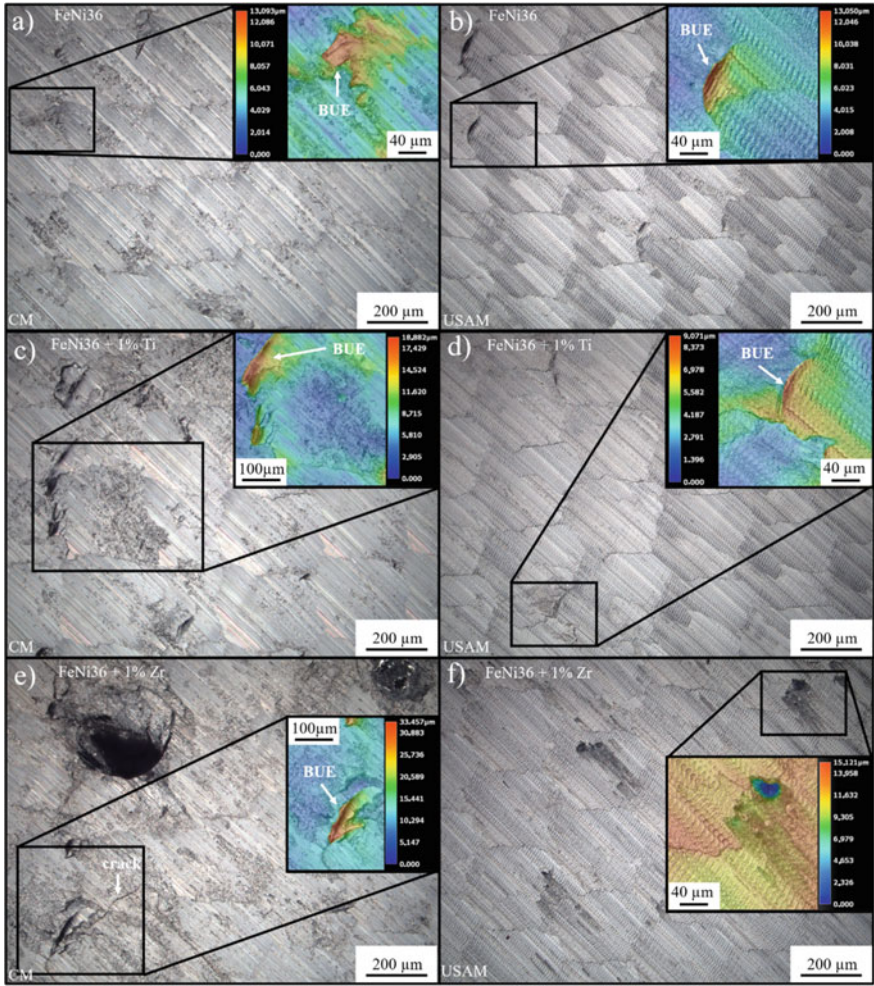 a)
FeNi36
13,093µm
12,086
10,071
8,057
6,043
4,029
2,014
0,000
BUE
40 µm
CM
200 µm
b)
FeNi36
BUE
40 µm
13,050µm
12,046
10,038
8,031
6,023
4,015
2,008
0,000
USAM
200 µm
c)
FeNi36 + 1% Ti
BUE
100µm
18,882µm
17,429
14,524
11,620
8,715
5,810
2,905
0,000
CM
200 µm
d)
FeNi36 + 1% Ti
9,071µm
8,373
6,978
5,582
4,187
2,791
1,396
0,000
BUE
40 µm
USAM
200 µm
e)
FeNi36 + 1% Zr
100µm
BUE
33,457µm
30,883
25,736
20,589
15,441
10,294
5,147
0,000
crack
CM
200 µm
f)
FeNi36 + 1% Zr
40 µm
15,121µm
13,958
11,632
9,305
6,979
4,653
2,326
0,000
USAM
200 µm